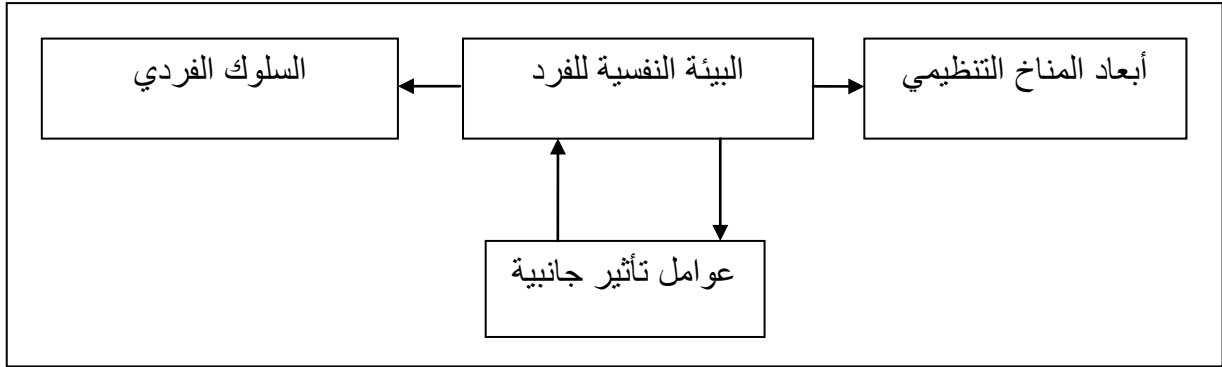 أبعاد المناخ التنظيمي
البيئة النفسية للفرد
السلوك الفردي
عوامل تأثير جانبية